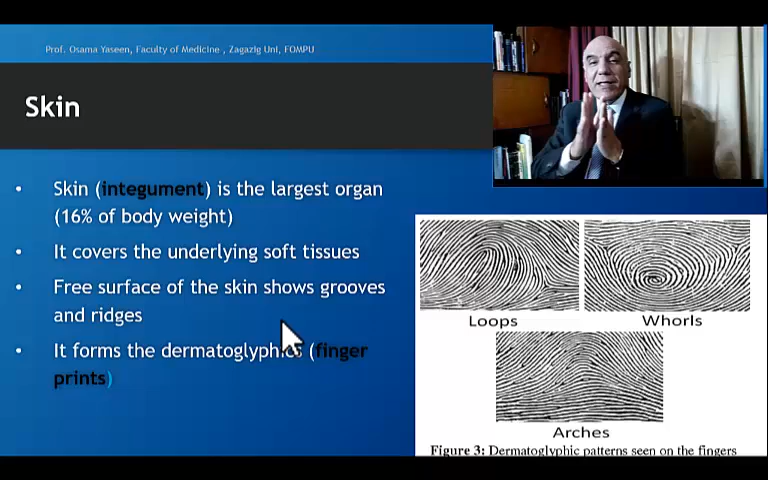 Prof. Osama Yaseen, Faculty of Medicine , Zagazig Uni, FOMPU
Skin
• Skin (integument) is the largest organ
(16% of body weight)
• It covers the underlying soft tissues
• Free surface of the skin shows grooves
and ridges
• It forms the dermatoglyphics (finger
prints)
Loops
Whorls
Arches
Figure 3: Dermatoglyphic patterns seen on the fingers